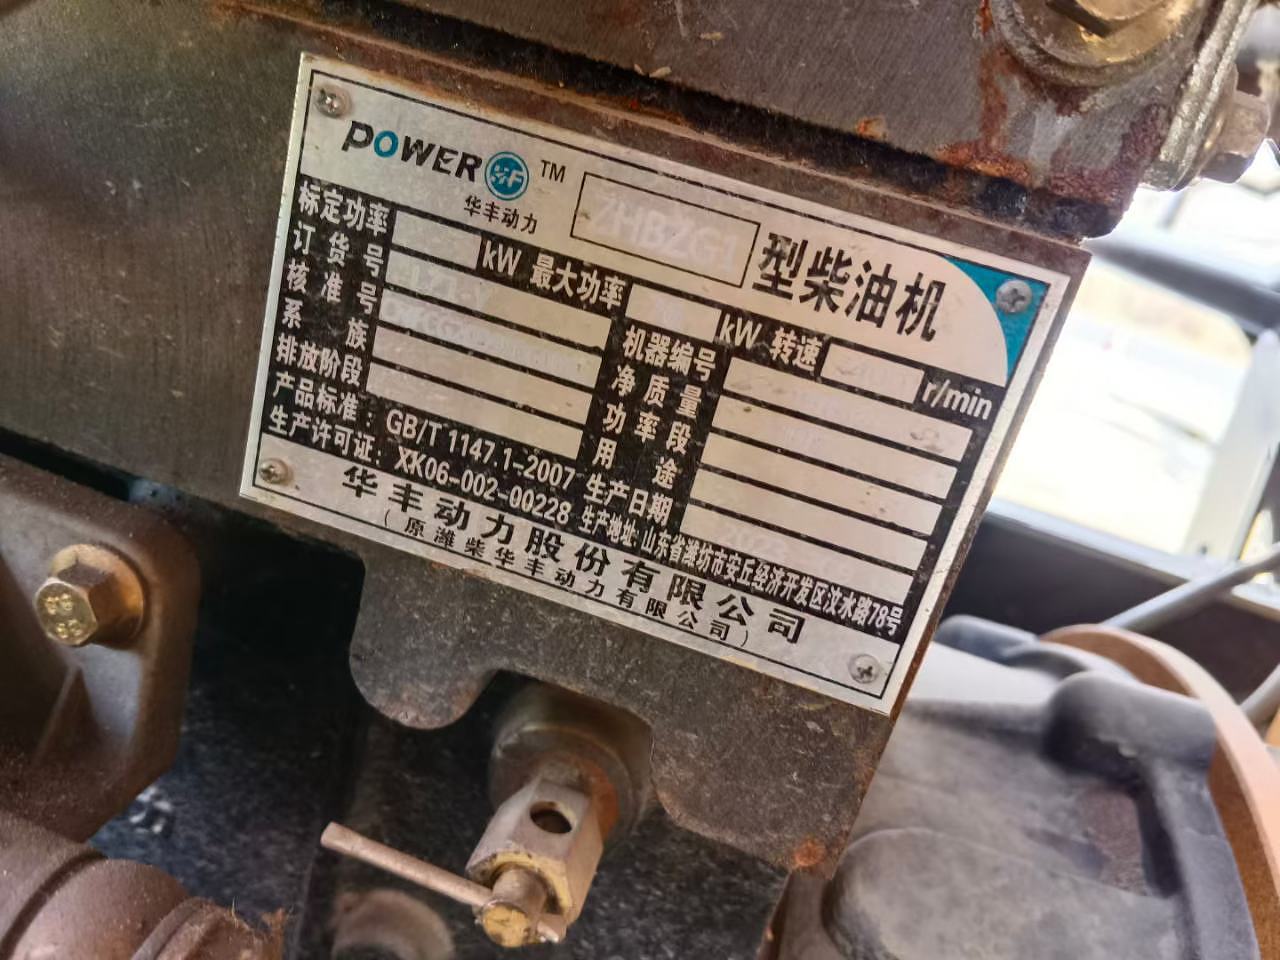 POWER HF TM ZHBZG1 型柴油机
华丰动力
标定功率 kW 最大功率 kW 转速 r/min
订货号 机器编号
核准号 净质量
系族 功率段
排放阶段 用途
产品标准: GB/T 1147.1-2007 生产日期
生产许可证: XK06-002-00228 生产地址: 山东省潍坊市安丘经济开发区汶水路78号
华丰动力股份有限公司
(原潍柴华丰动力有限公司)